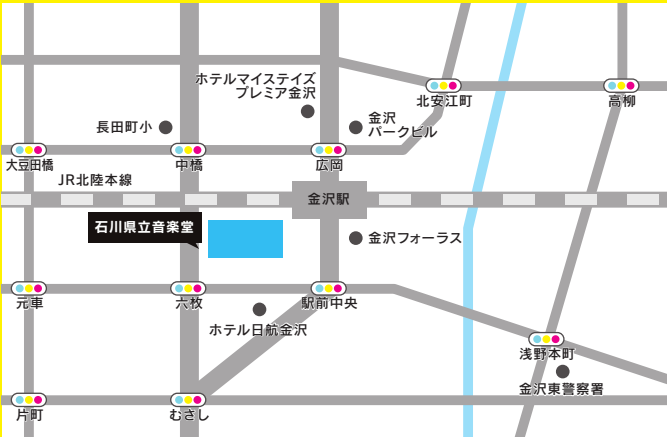 ホテルマイステイズ
プレミア金沢
北安江町
高柳
長田町小
金沢
パークビル
大豆田橋
中橋
広岡
JR北陸本線
金沢駅
石川県立音楽堂
金沢フォーラス
元車
六枚
駅前中央
ホテル日航金沢
浅野本町
金沢東警察署
片町
むさし